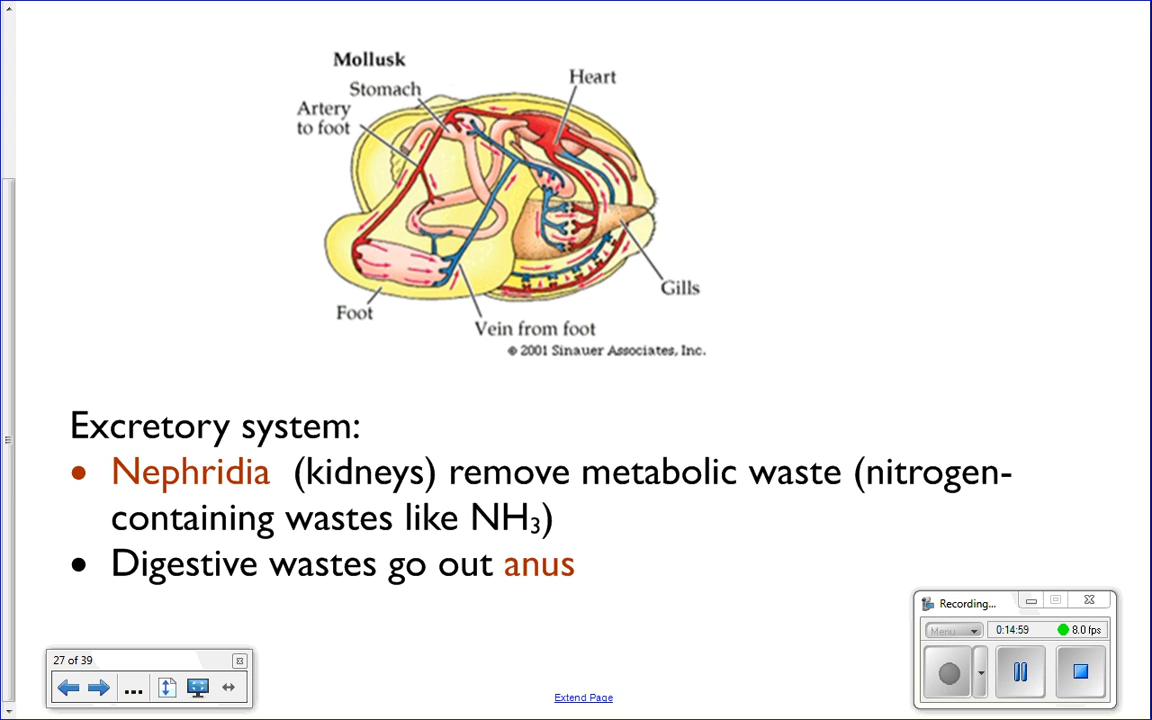 Mollusk
Heart
Stomach
Artery
to foot
Gills
Foot
Vein from foot
© 2001 Sinauer Associates, Inc.
Excretory system:
• Nephridia (kidneys) remove metabolic waste (nitrogen-
containing wastes like NH₃)
• Digestive wastes go out anus
Recording...
Menu
0:14:59
8.0 fps
27 of 39
...
Extend Page